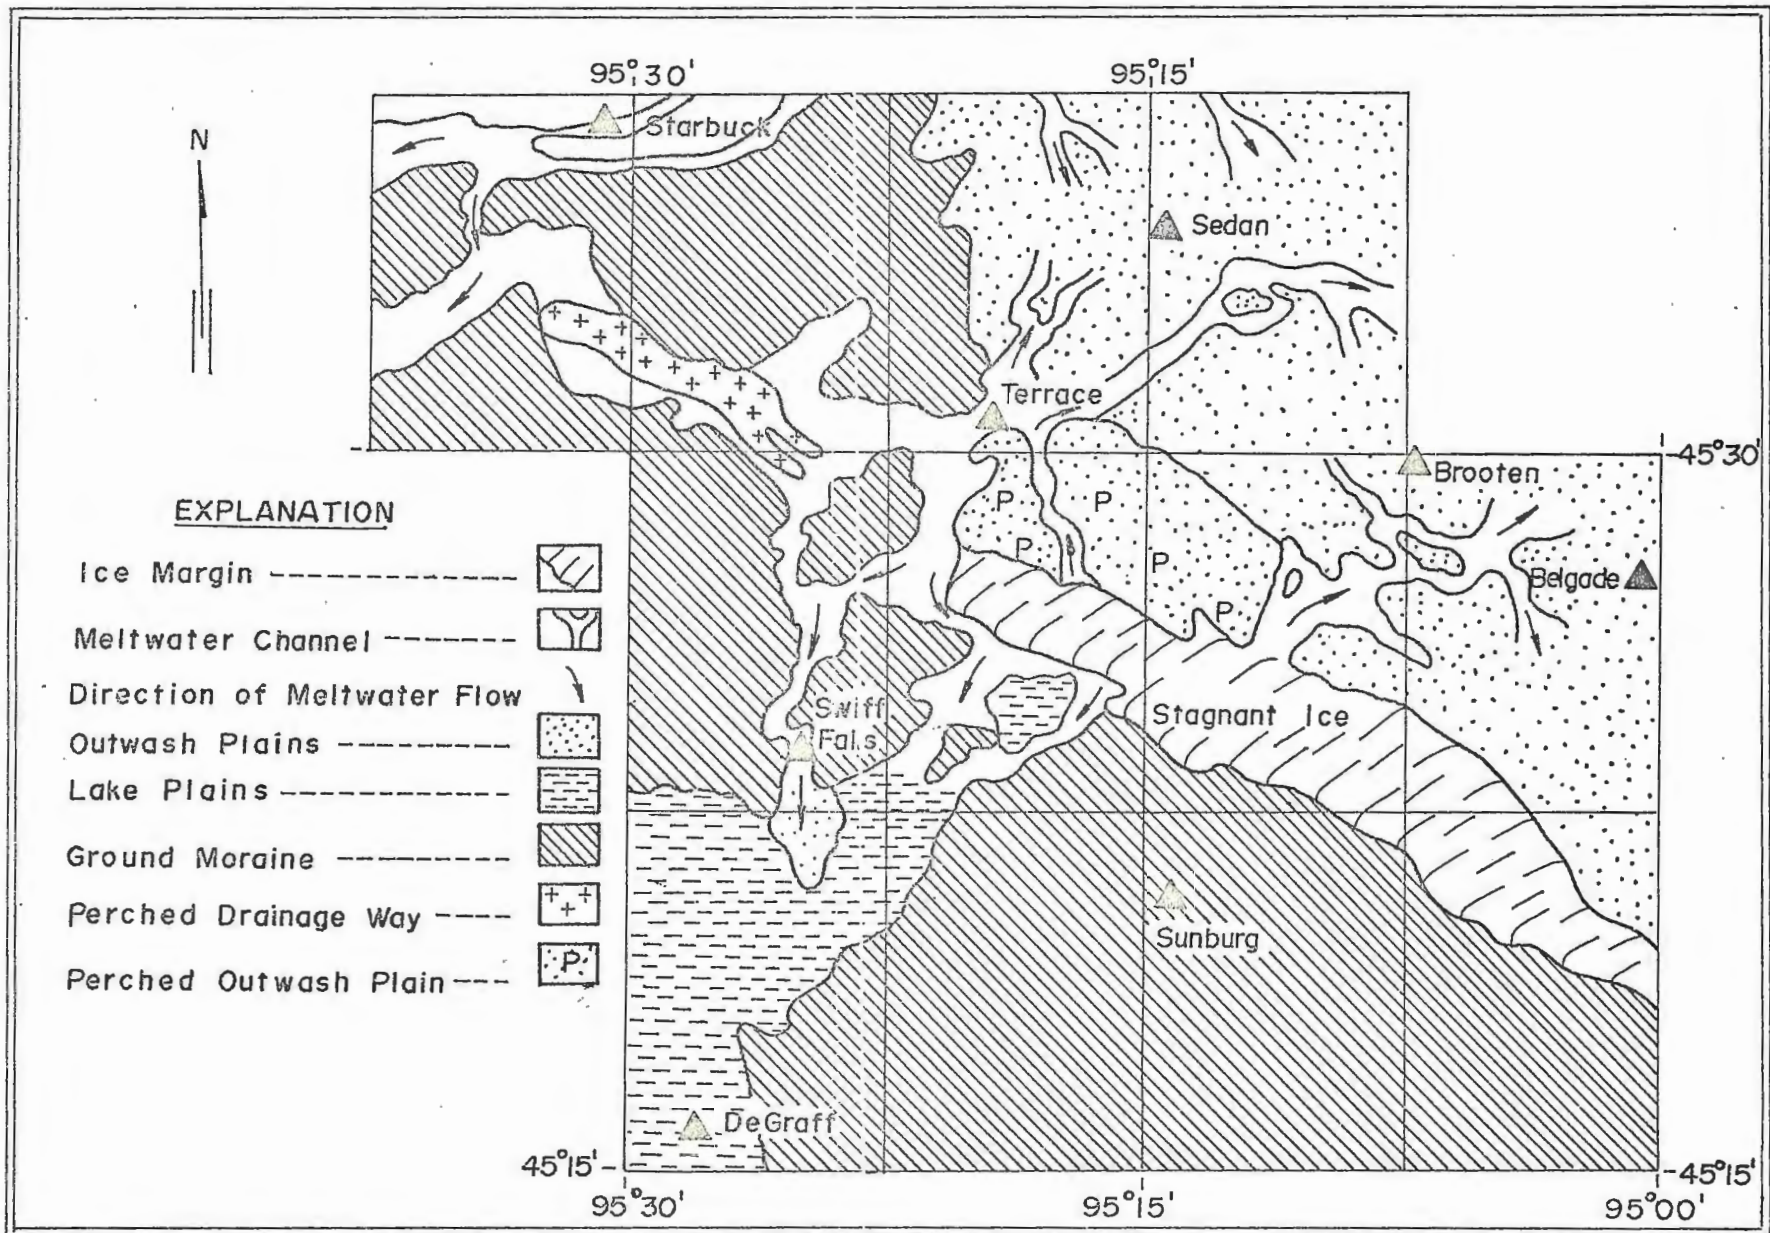 95°30'
95°15'
N
Starbuck
Sedan
Terrace
45°30'
Brooten
P
P
P
P
P
Belgade
EXPLANATION
Ice Margin
Meltwater Channel
Direction of Meltwater Flow
Outwash Plains
Lake Plains
Ground Moraine
Perched Drainage Way
Perched Outwash Plain
P
Swiff
Falls
Stagnant Ice
Sunburg
DeGraff
45°15'
45°15'
95°30'
95°15'
95°00'